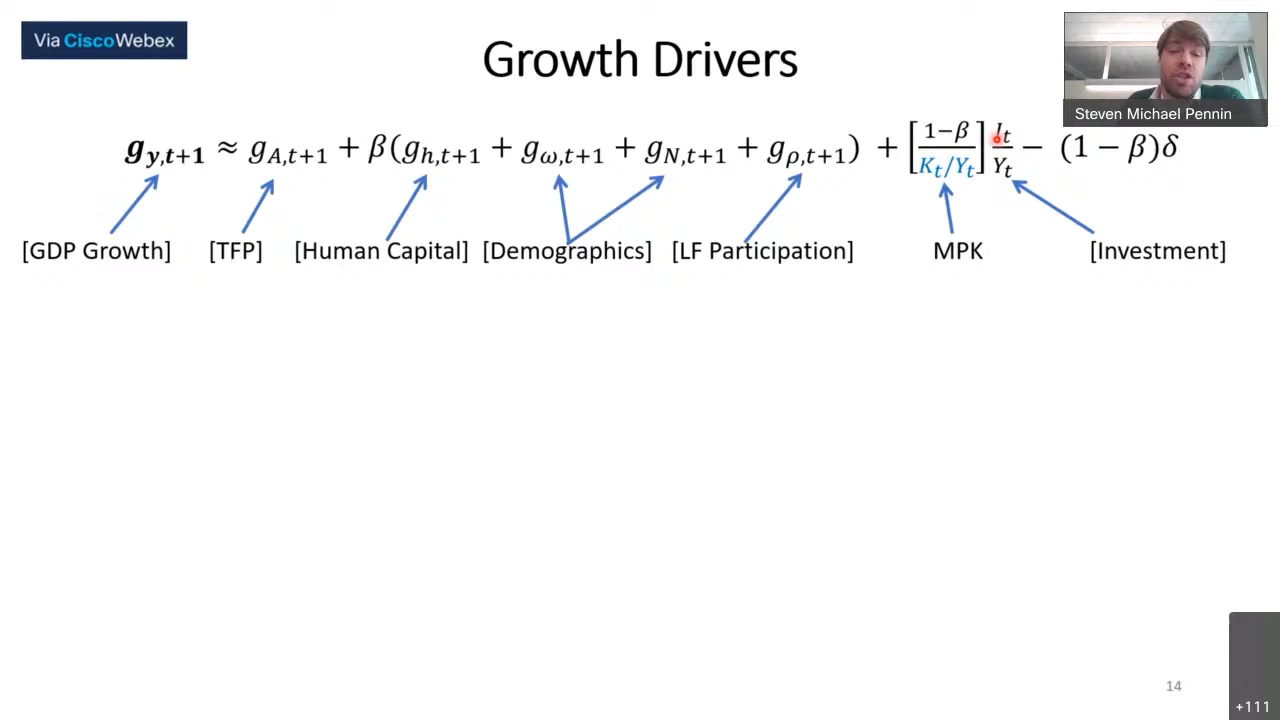 Via CiscoWebex
Growth Drivers
Steven Michael Pennin
g_{y,t+1} ≈ g_{A,t+1} + β(g_{h,t+1} + g_{ω,t+1} + g_{N,t+1} + g_{ρ,t+1}) + [(1−β)/(K_t/Y_t)] I_t/Y_t − (1 − β)δ
[GDP Growth] [TFP] [Human Capital] [Demographics] [LF Participation] MPK [Investment]
14
+111